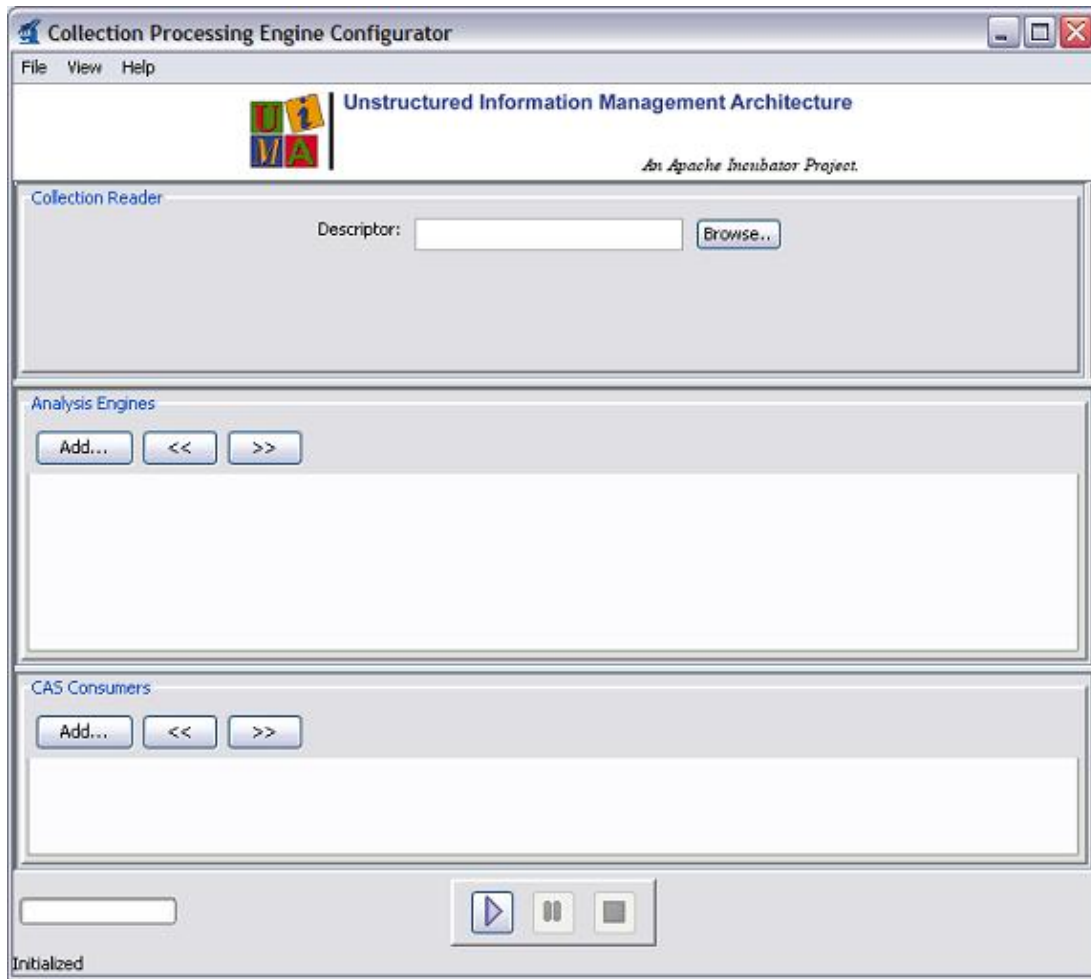 Collection Processing Engine Configurator
File View Help
U i M A
Unstructured Information Management Architecture
An Apache Incubator Project.
Collection Reader
Descriptor: Browse..
Analysis Engines
Add... << >>
CAS Consumers
Add... << >>
Initialized